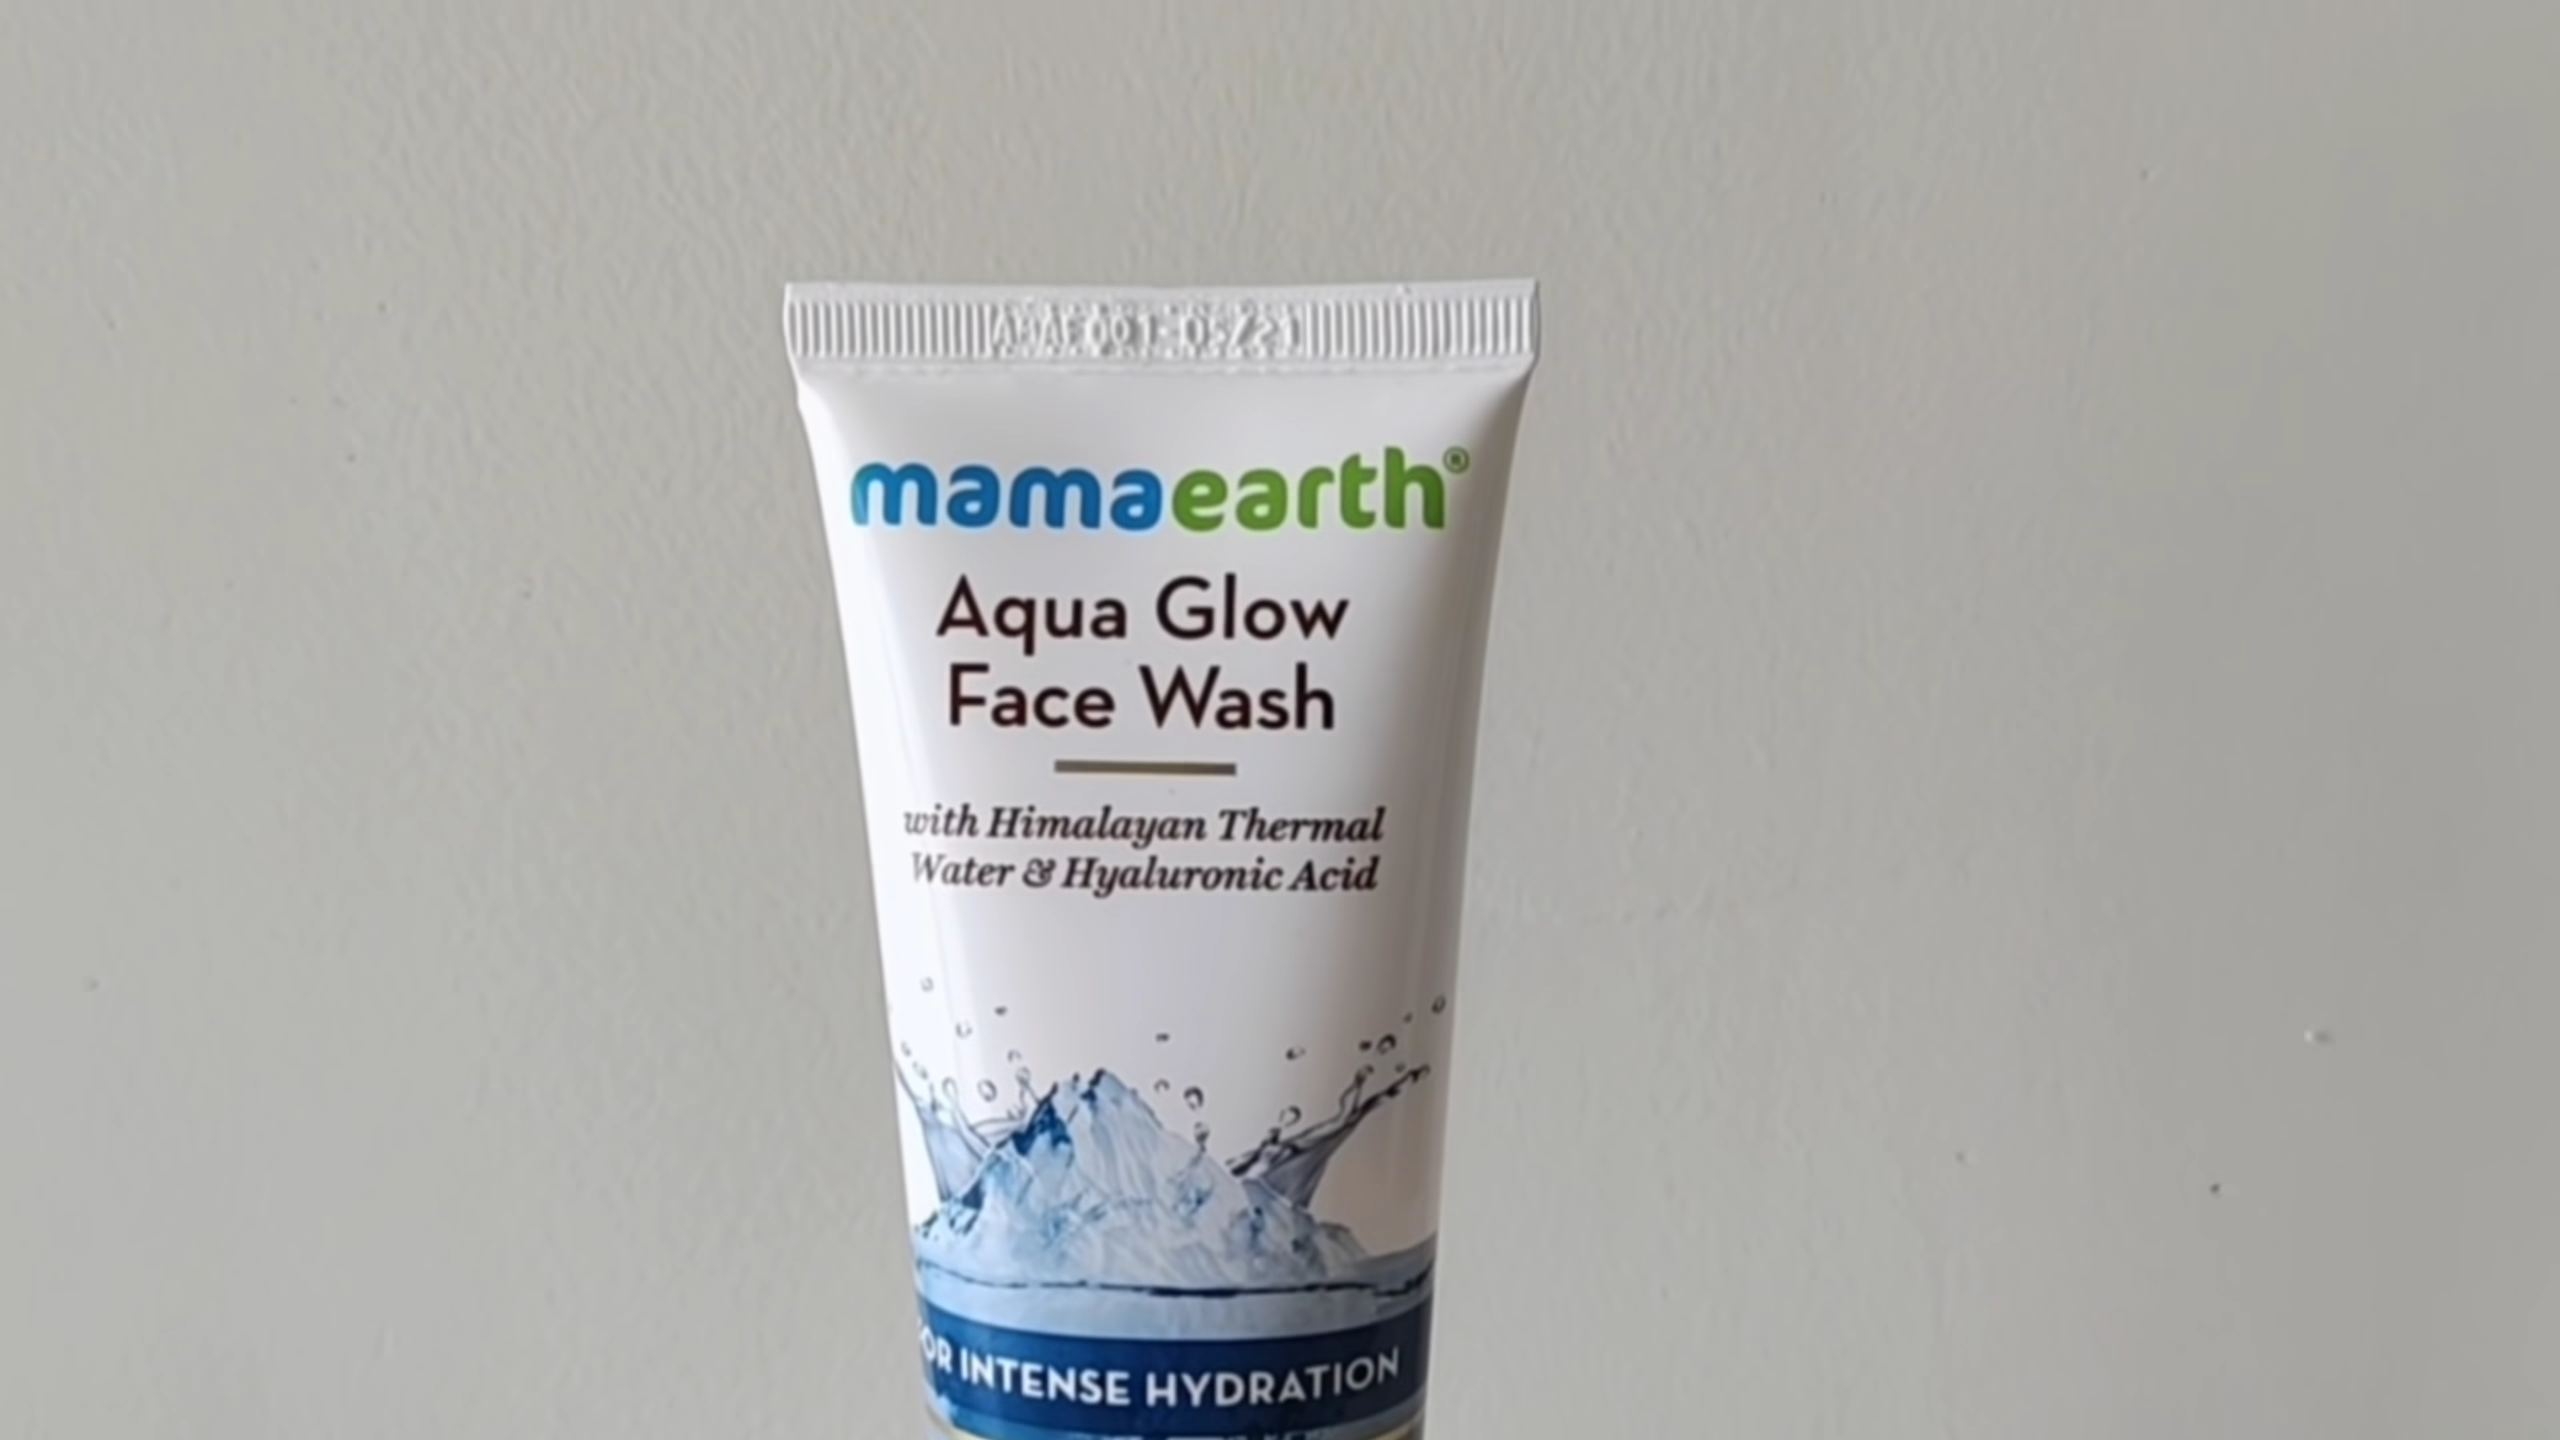 mamaearth®
Aqua Glow
Face Wash
with Himalayan Thermal
Water & Hyaluronic Acid
INTENSE HYDRATION